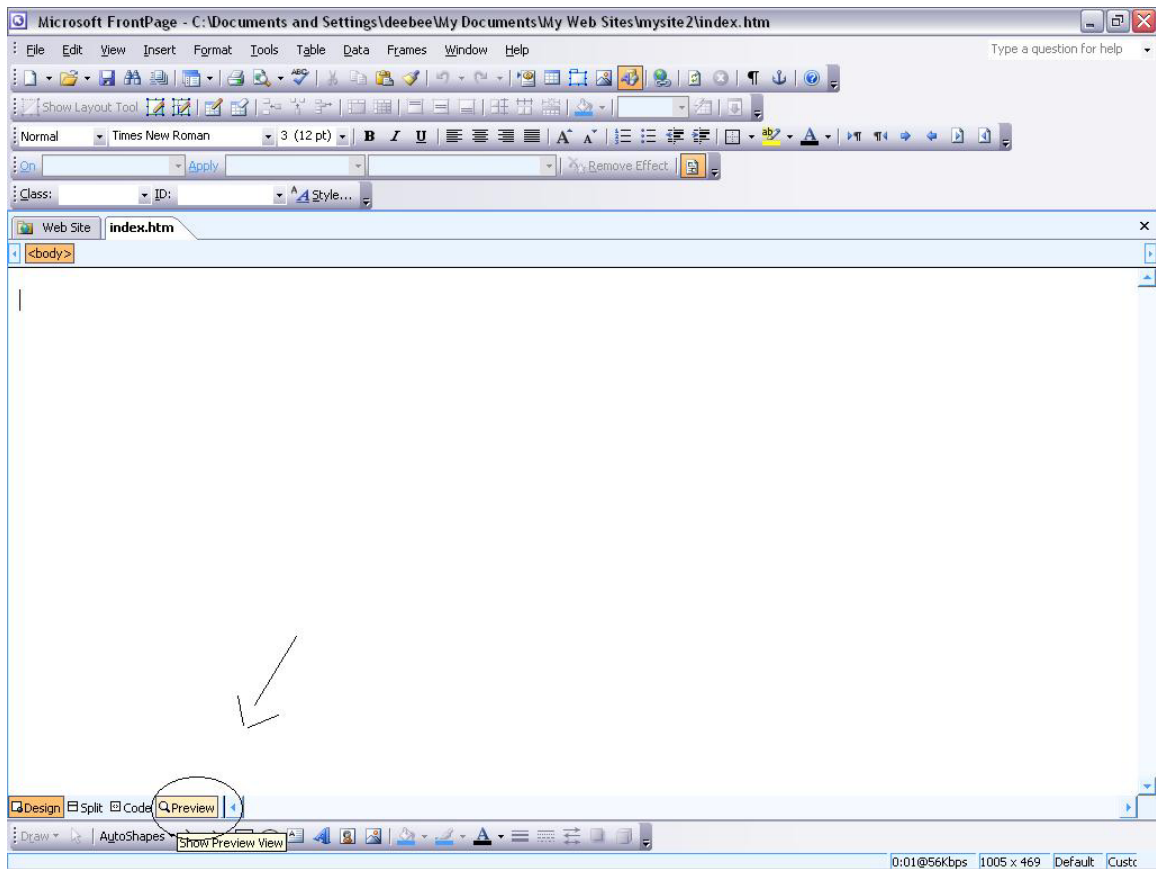 Microsoft FrontPage - C:\Documents and Settings\deebee\My Documents\My Web Sites\mysite2\index.htm
File Edit View Insert Format Tools Table Data Frames Window Help Type a question for help
Show Layout Tool
Normal Times New Roman 3 (12 pt) B I U A A A
On Apply Remove Effect
Class: ID: Style...
Web Site index.htm
<body>
Design Split Code Preview
Draw AutoShapes
Show Preview View
0:01@56Kbps 1005 x 469 Default